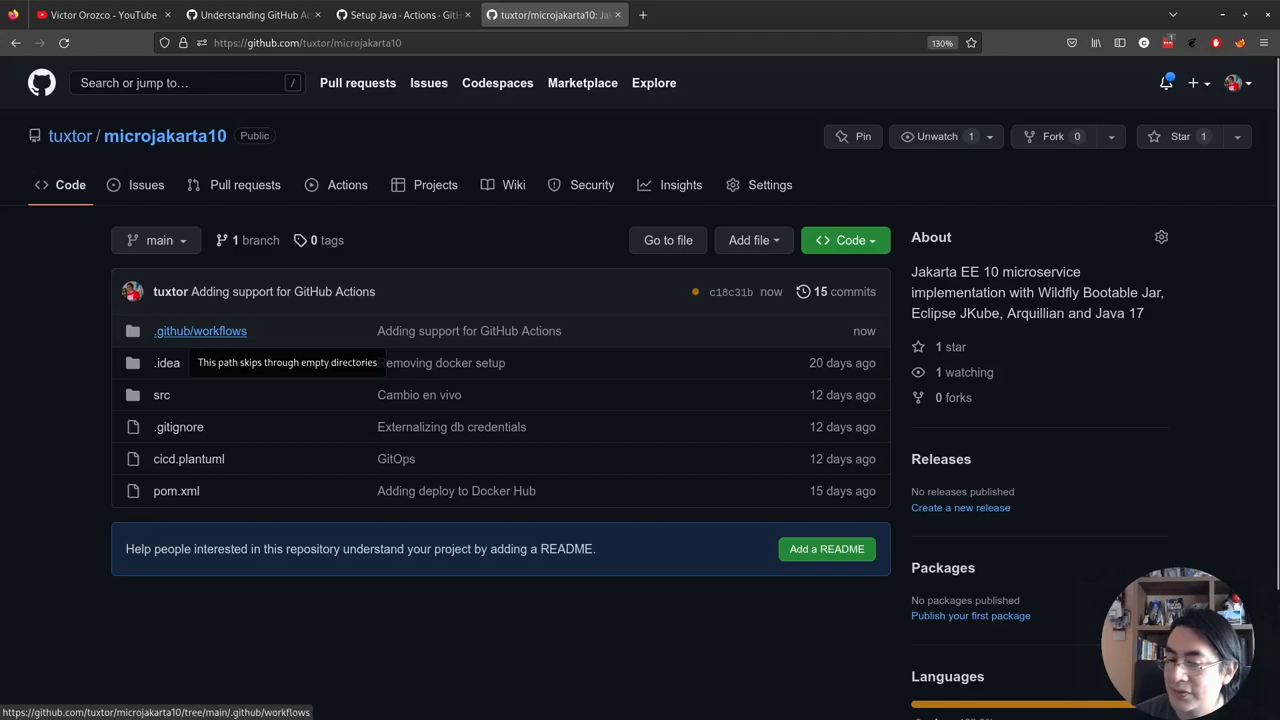 Victor Orozco - YouTube
Understanding GitHub Ac
Setup Java · Actions · GitH
tuxtor/microjakarta10: Ja
https://github.com/tuxtor/microjakarta10
130%
1
Search or jump to…
/
Pull requests
Issues
Codespaces
Marketplace
Explore
tuxtor / microjakarta10
Public
Pin
Unwatch 1
Fork 0
Star 1
Code
Issues
Pull requests
Actions
Projects
Wiki
Security
Insights
Settings
main
1 branch
0 tags
Go to file
Add file
Code
tuxtor Adding support for GitHub Actions
c18c31b now
15 commits
.github/workflows
Adding support for GitHub Actions
now
This path skips through empty directories
.idea
emoving docker setup
20 days ago
src
Cambio en vivo
12 days ago
.gitignore
Externalizing db credentials
12 days ago
cicd.plantuml
GitOps
12 days ago
pom.xml
Adding deploy to Docker Hub
15 days ago
Help people interested in this repository understand your project by adding a README.
Add a README
About
Jakarta EE 10 microservice
implementation with Wildfly Bootable Jar,
Eclipse JKube, Arquillian and Java 17
1 star
1 watching
0 forks
Releases
No releases published
Create a new release
Packages
No packages published
Publish your first package
Languages
https://github.com/tuxtor/microjakarta10/tree/main/.github/workflows